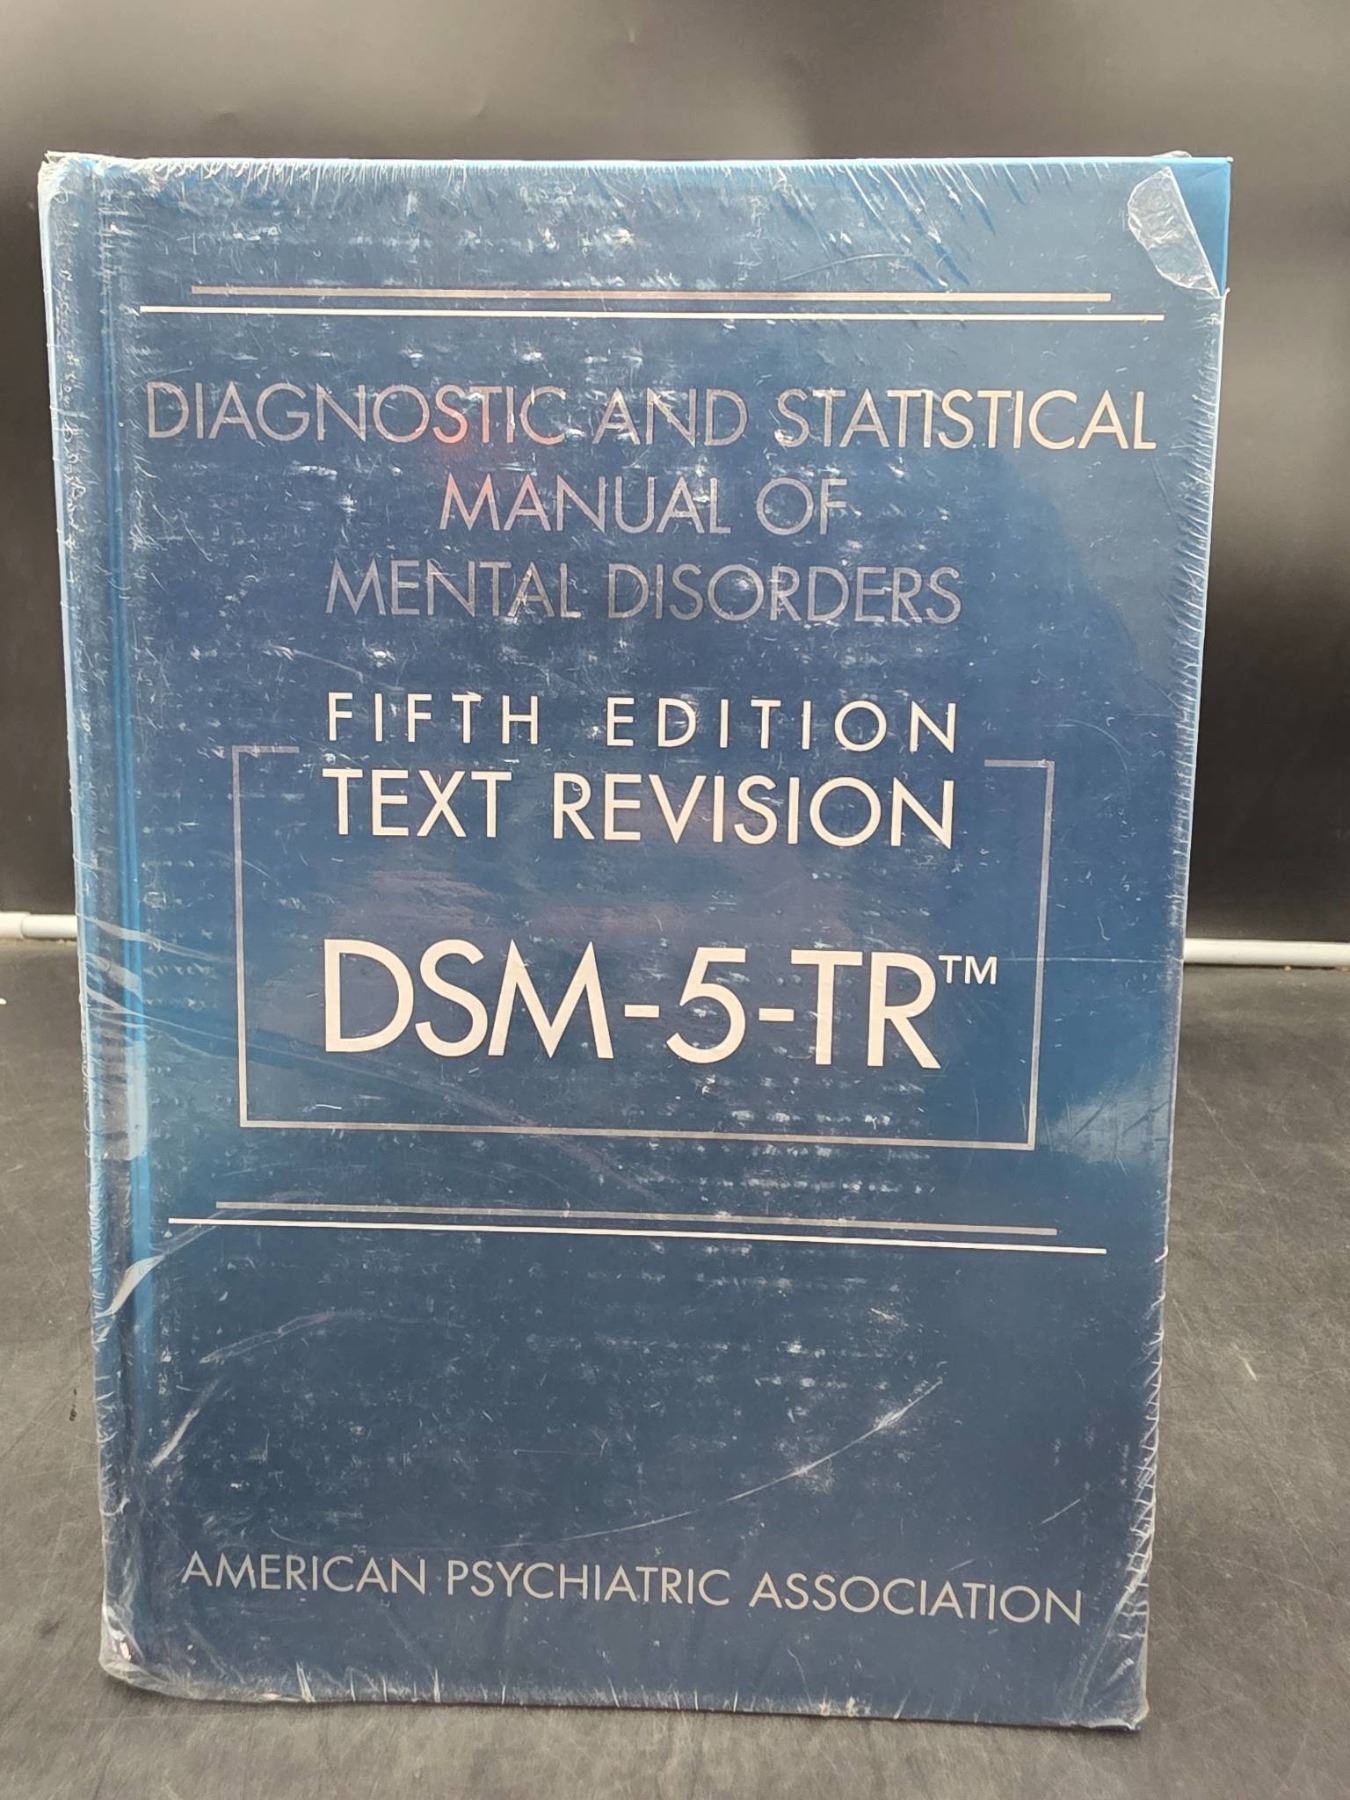 DIAGNOSTIC AND STATISTICAL
MANUAL OF
MENTAL DISORDERS
FIFTH EDITION
TEXT REVISION
DSM-5-TR™
AMERICAN PSYCHIATRIC ASSOCIATION